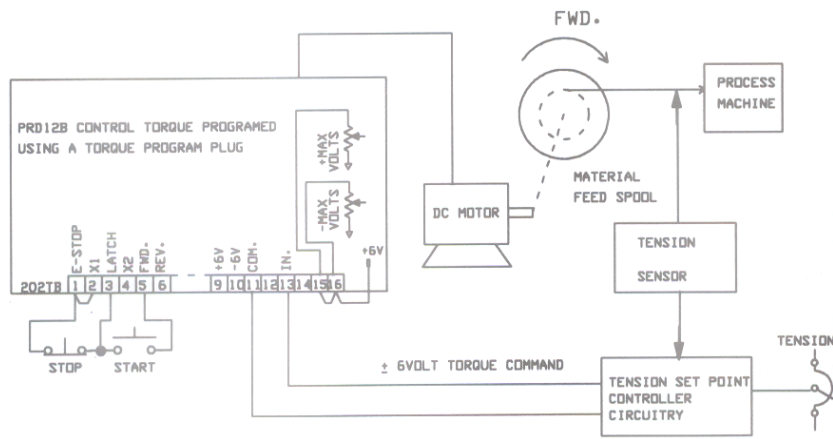 FWD.
PROCESS
MACHINE
PRD12B CONTROL TORQUE PROGRAMED
USING A TORQUE PROGRAM PLUG
+MAX
VOLTS
-MAX
VOLTS
MATERIAL
FEED SPOOL
DC MOTOR
TENSION
SENSOR
+6V
E-STOP
X1
LATCH
X2
FWD.
REV.
+6V
-6V
COM.
IN.
202TB
1 2 3 4 5 6 9 10 11 12 13 14 15 16
STOP
START
± 6VOLT TORQUE COMMAND
TENSION SET POINT
CONTROLLER
CIRCUITRY
TENSION